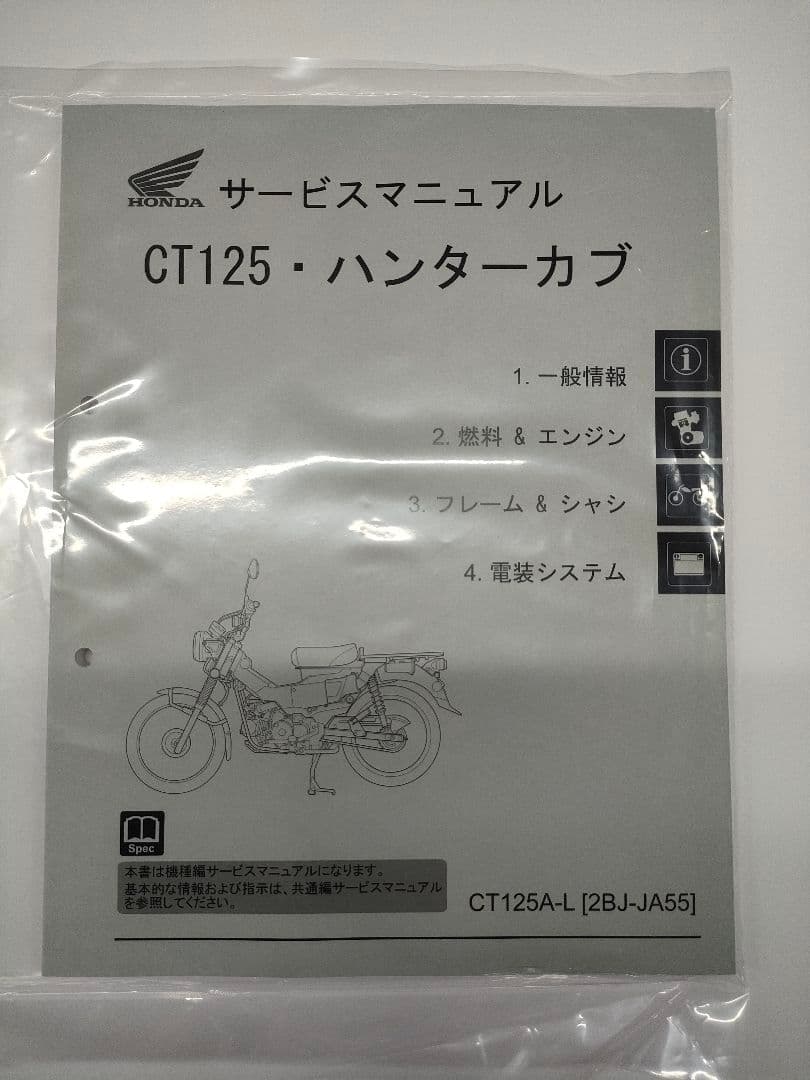 HONDA サービスマニュアル
CT125・ハンターカブ
1. 一般情報
2. 燃料 & エンジン
3. フレーム & シャシ
4. 電装システム
Spec
本書は機種編サービスマニュアルになります。
基本的な情報および指示は、共通編サービスマニュアル
を参照してください。
CT125A-L [2BJ-JA55]